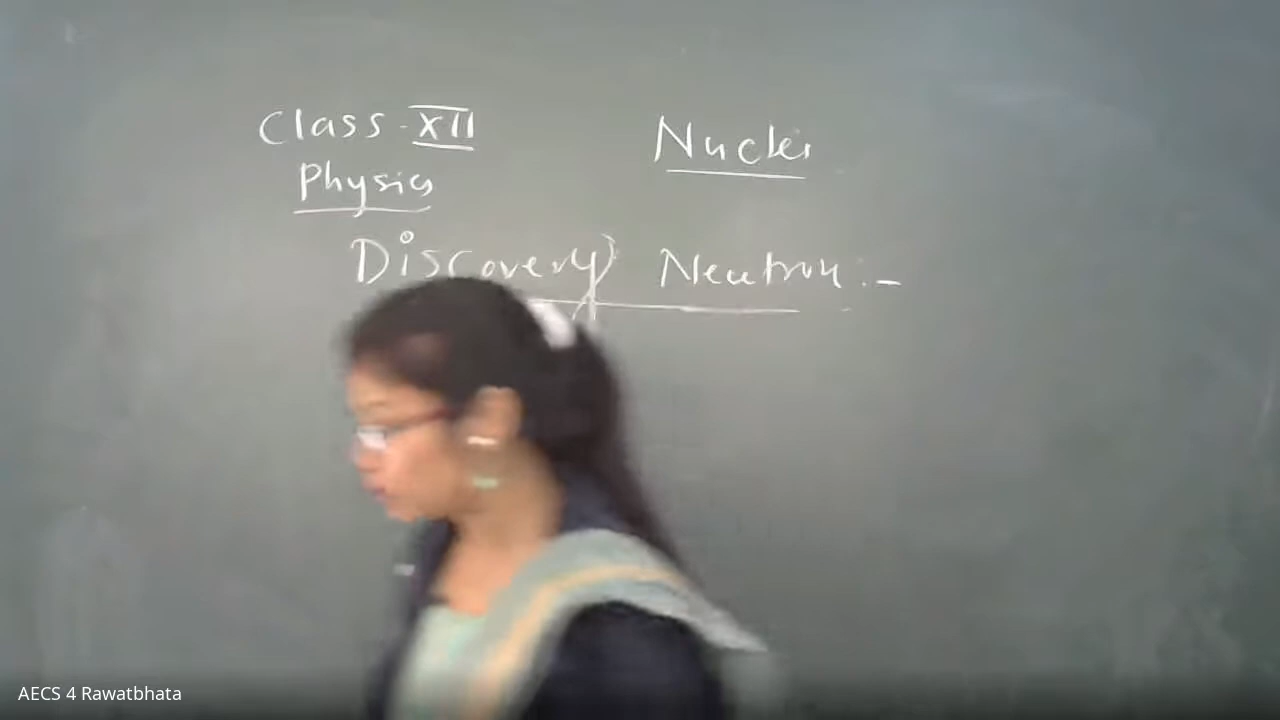 Class - XII
Physics
Nuclei
Discovery of Neutron :-
AECS 4 Rawatbhata